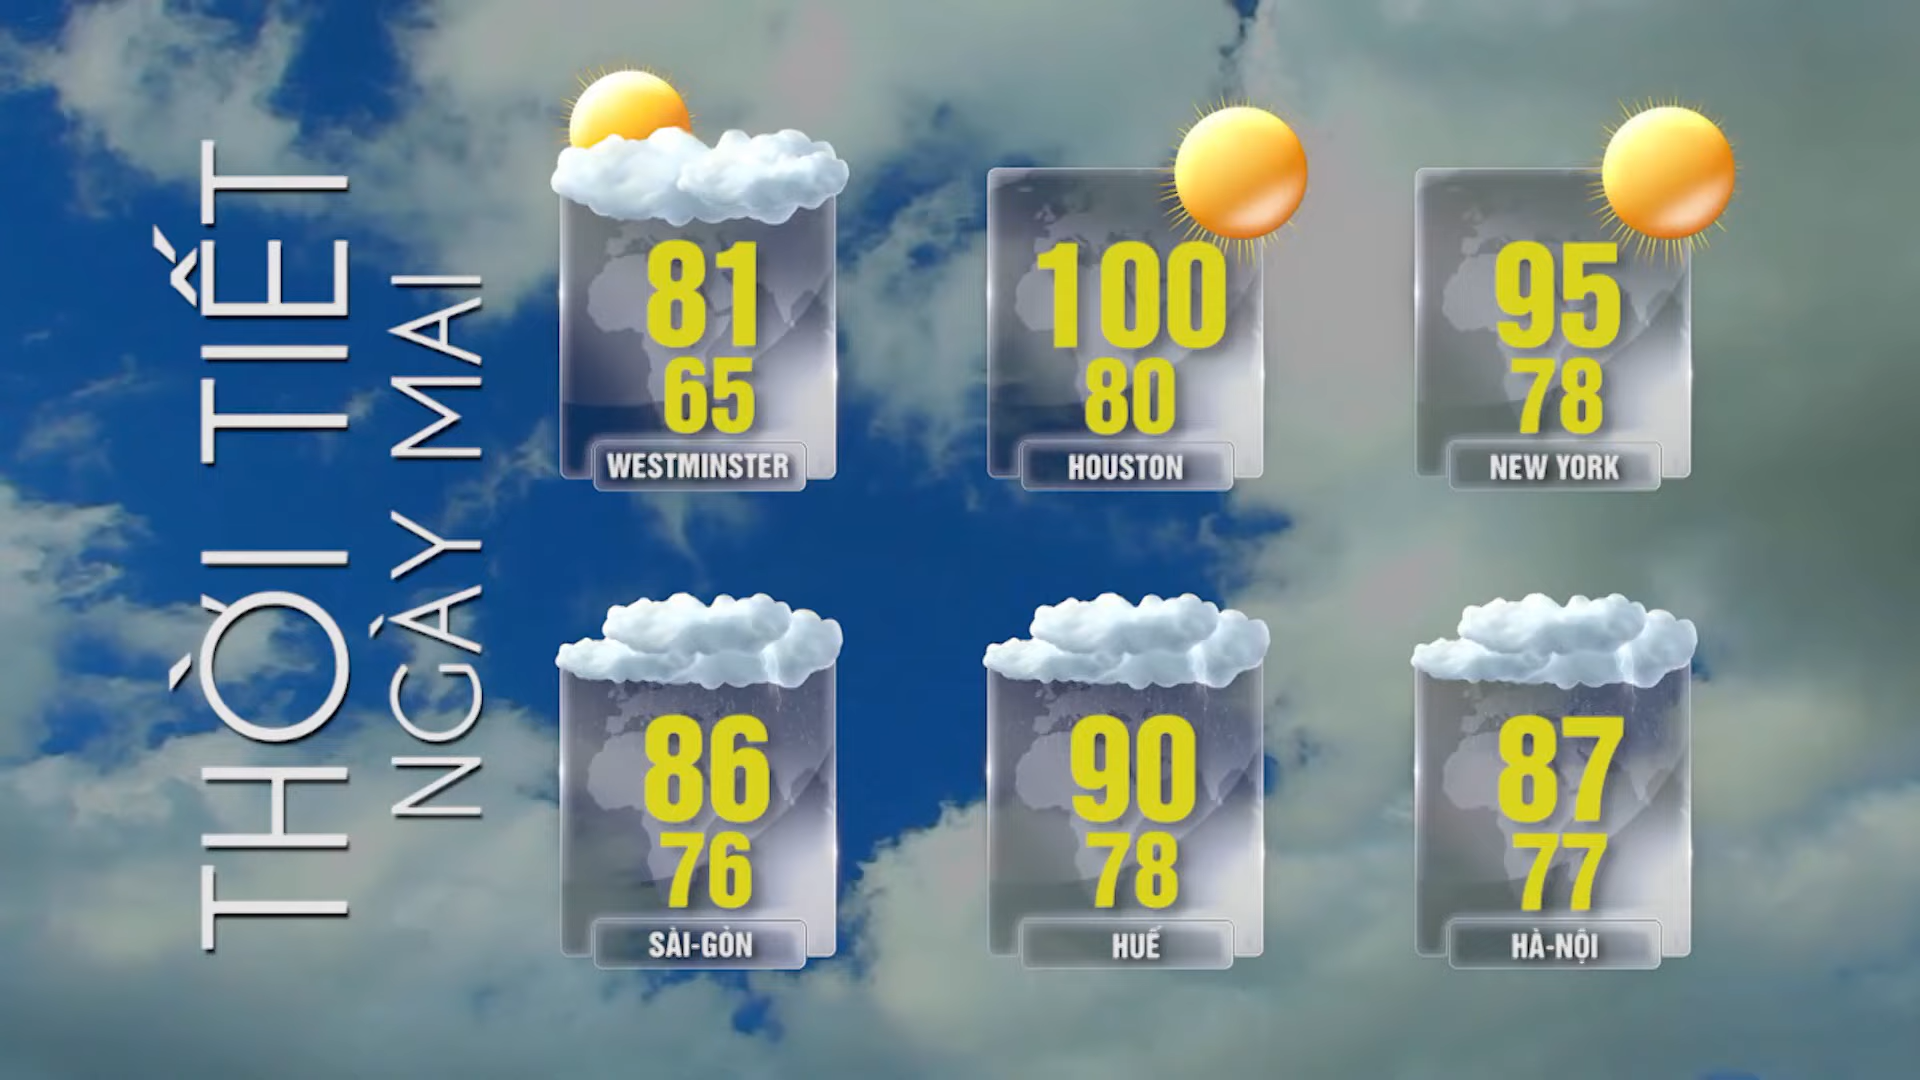 THỜI TIẾT
NGÀY MAI
81
65
WESTMINSTER
100
80
HOUSTON
95
78
NEW YORK
86
76
SÀI-GÒN
90
78
HUẾ
87
77
HÀ-NỘI